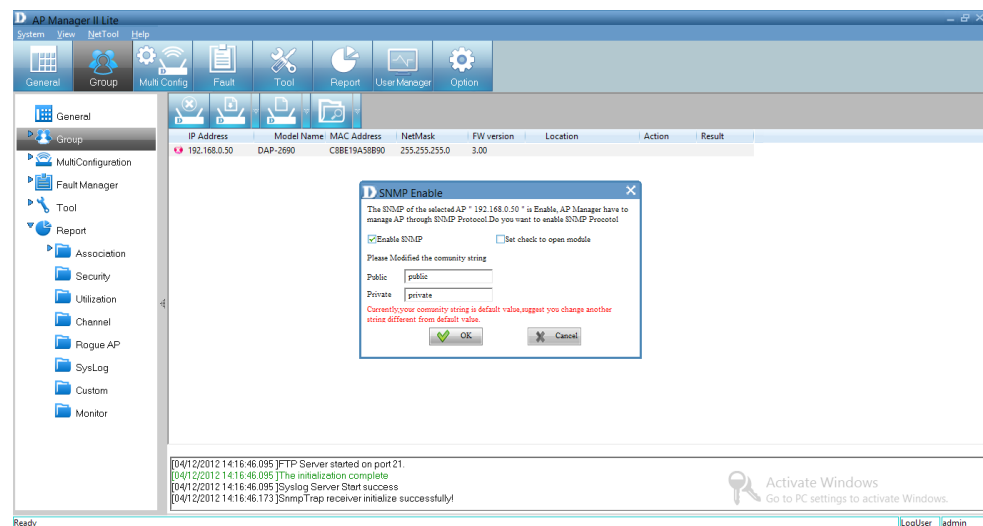 D AP Manager II Lite
System View NetTool Help
General Group Multi Config Fault Tool Report User Manager Option
General
Group
MultiConfiguration
Fault Manager
Tool
Report
Association
Security
Utilization
Channel
Rogue AP
SysLog
Custom
Monitor
IP Address Model Name MAC Address NetMask FW version Location Action Result
192.168.0.50 DAP-2690 C8BE19A58B90 255.255.255.0 3.00
D SNMP Enable
The SNMP of the selected AP " 192.168.0.50 " is Enable, AP Manager have to
manage AP through SNMP Protocol.Do you want to enable SNMP Procotol
Enable SNMP Set check to open module
Please Modified the comunity string
Public public
Private private
Currently,your comunity string is default value,suggest you change another
string different from default value.
OK Cancel
[04/12/2012 14:16:46.095 ]FTP Server started on port 21.
[04/12/2012 14:16:46.095 ]The initialization complete
[04/12/2012 14:16:46.095 ]Syslog Server Start success
[04/12/2012 14:16:46.173 ]SnmpTrap receiver initialize successfully!
Activate Windows
Go to PC settings to activate Windows.
Ready LogUser admin